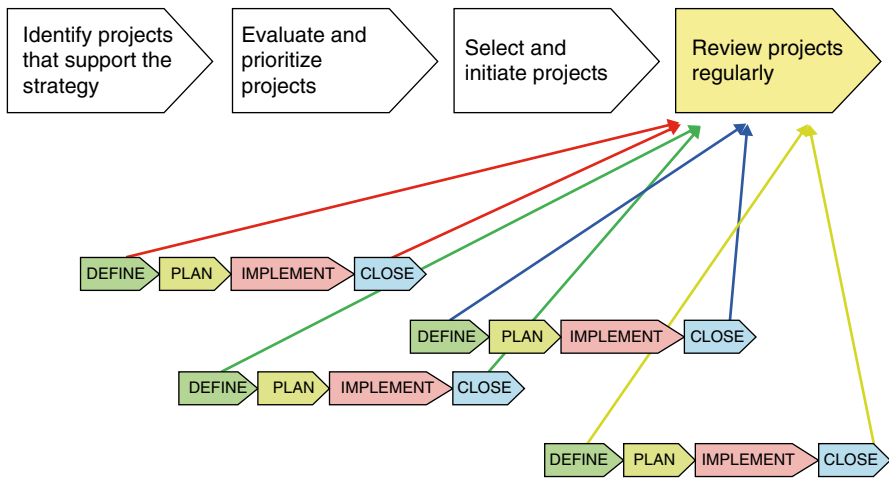 Identify projects
that support the
strategy
Evaluate and
prioritize
projects
Select and
initiate projects
Review projects
regularly
DEFINE PLAN IMPLEMENT CLOSE
DEFINE PLAN IMPLEMENT CLOSE
DEFINE PLAN IMPLEMENT CLOSE
DEFINE PLAN IMPLEMENT CLOSE